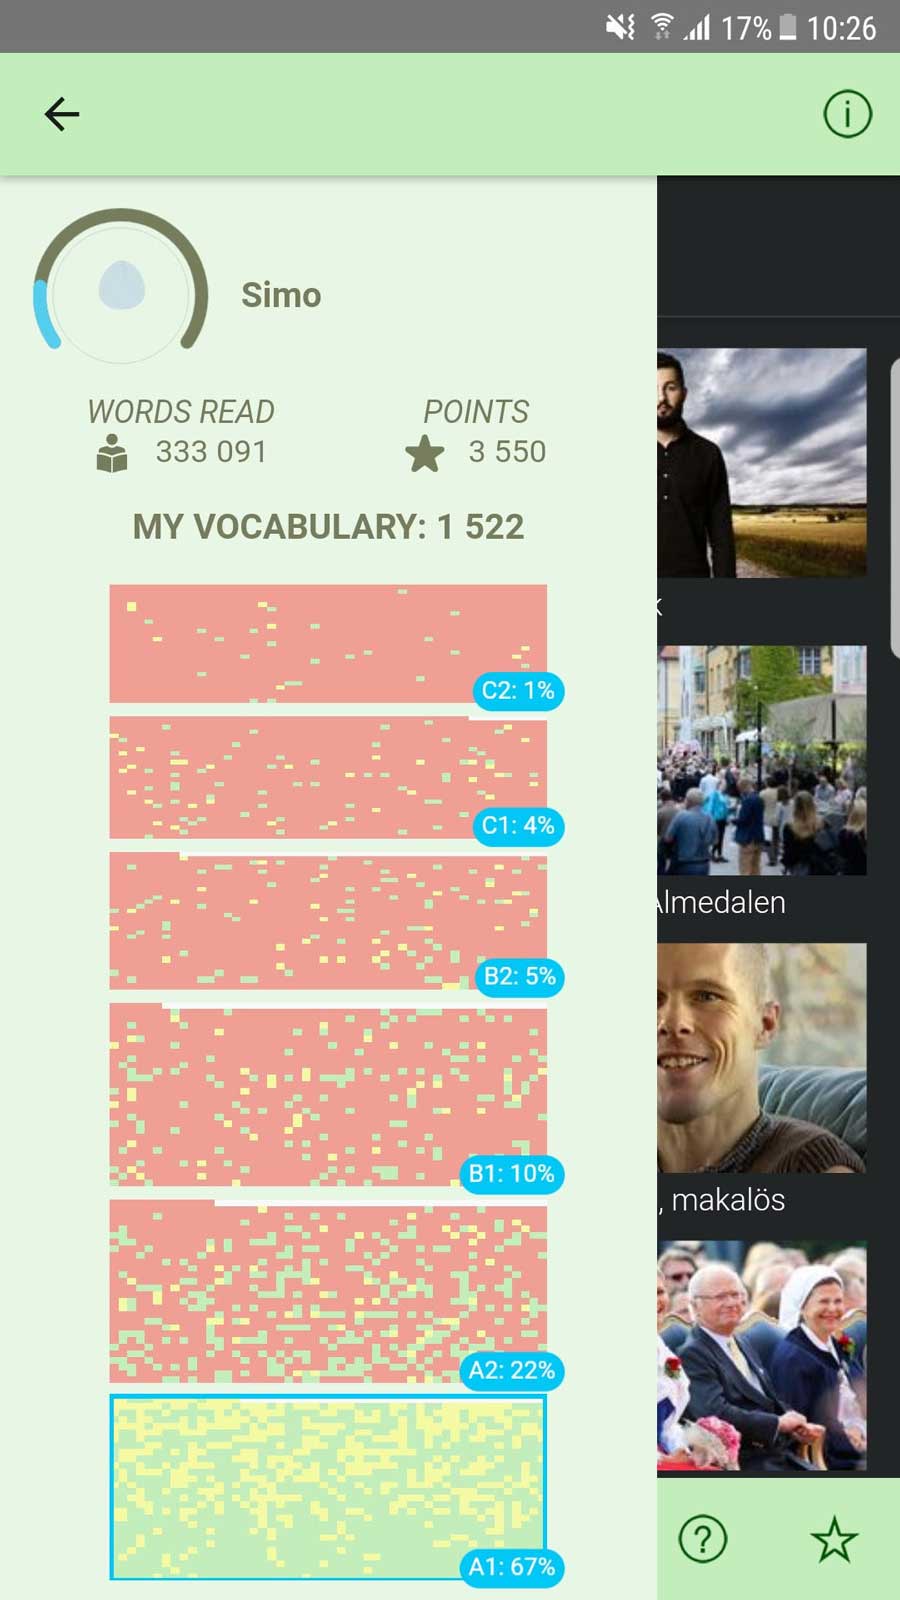 17% 10:26
Simo
WORDS READ
333 091
POINTS
3 550
MY VOCABULARY: 1 522
C2: 1%
C1: 4%
B2: 5%
B1: 10%
A2: 22%
A1: 67%
k
Almedalen
, makalös